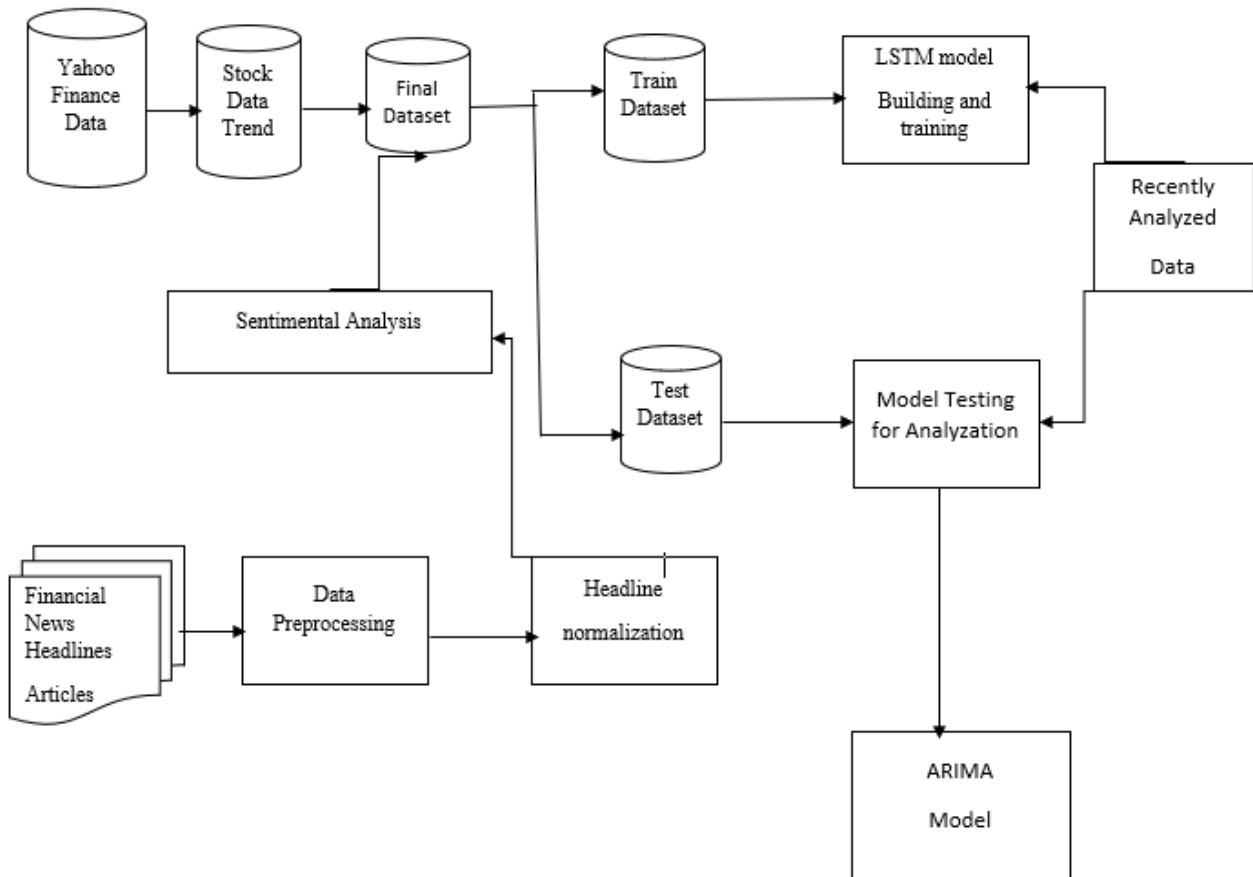 Yahoo
Finance
Data
Stock
Data
Trend
Final
Dataset
Train
Dataset
LSTM model
Building and
training
Recently
Analyzed
Data
Sentimental Analysis
Test
Dataset
Model Testing
for Analyzation
Financial
News
Headlines
Articles
Data
Preprocessing
Headline
normalization
ARIMA
Model